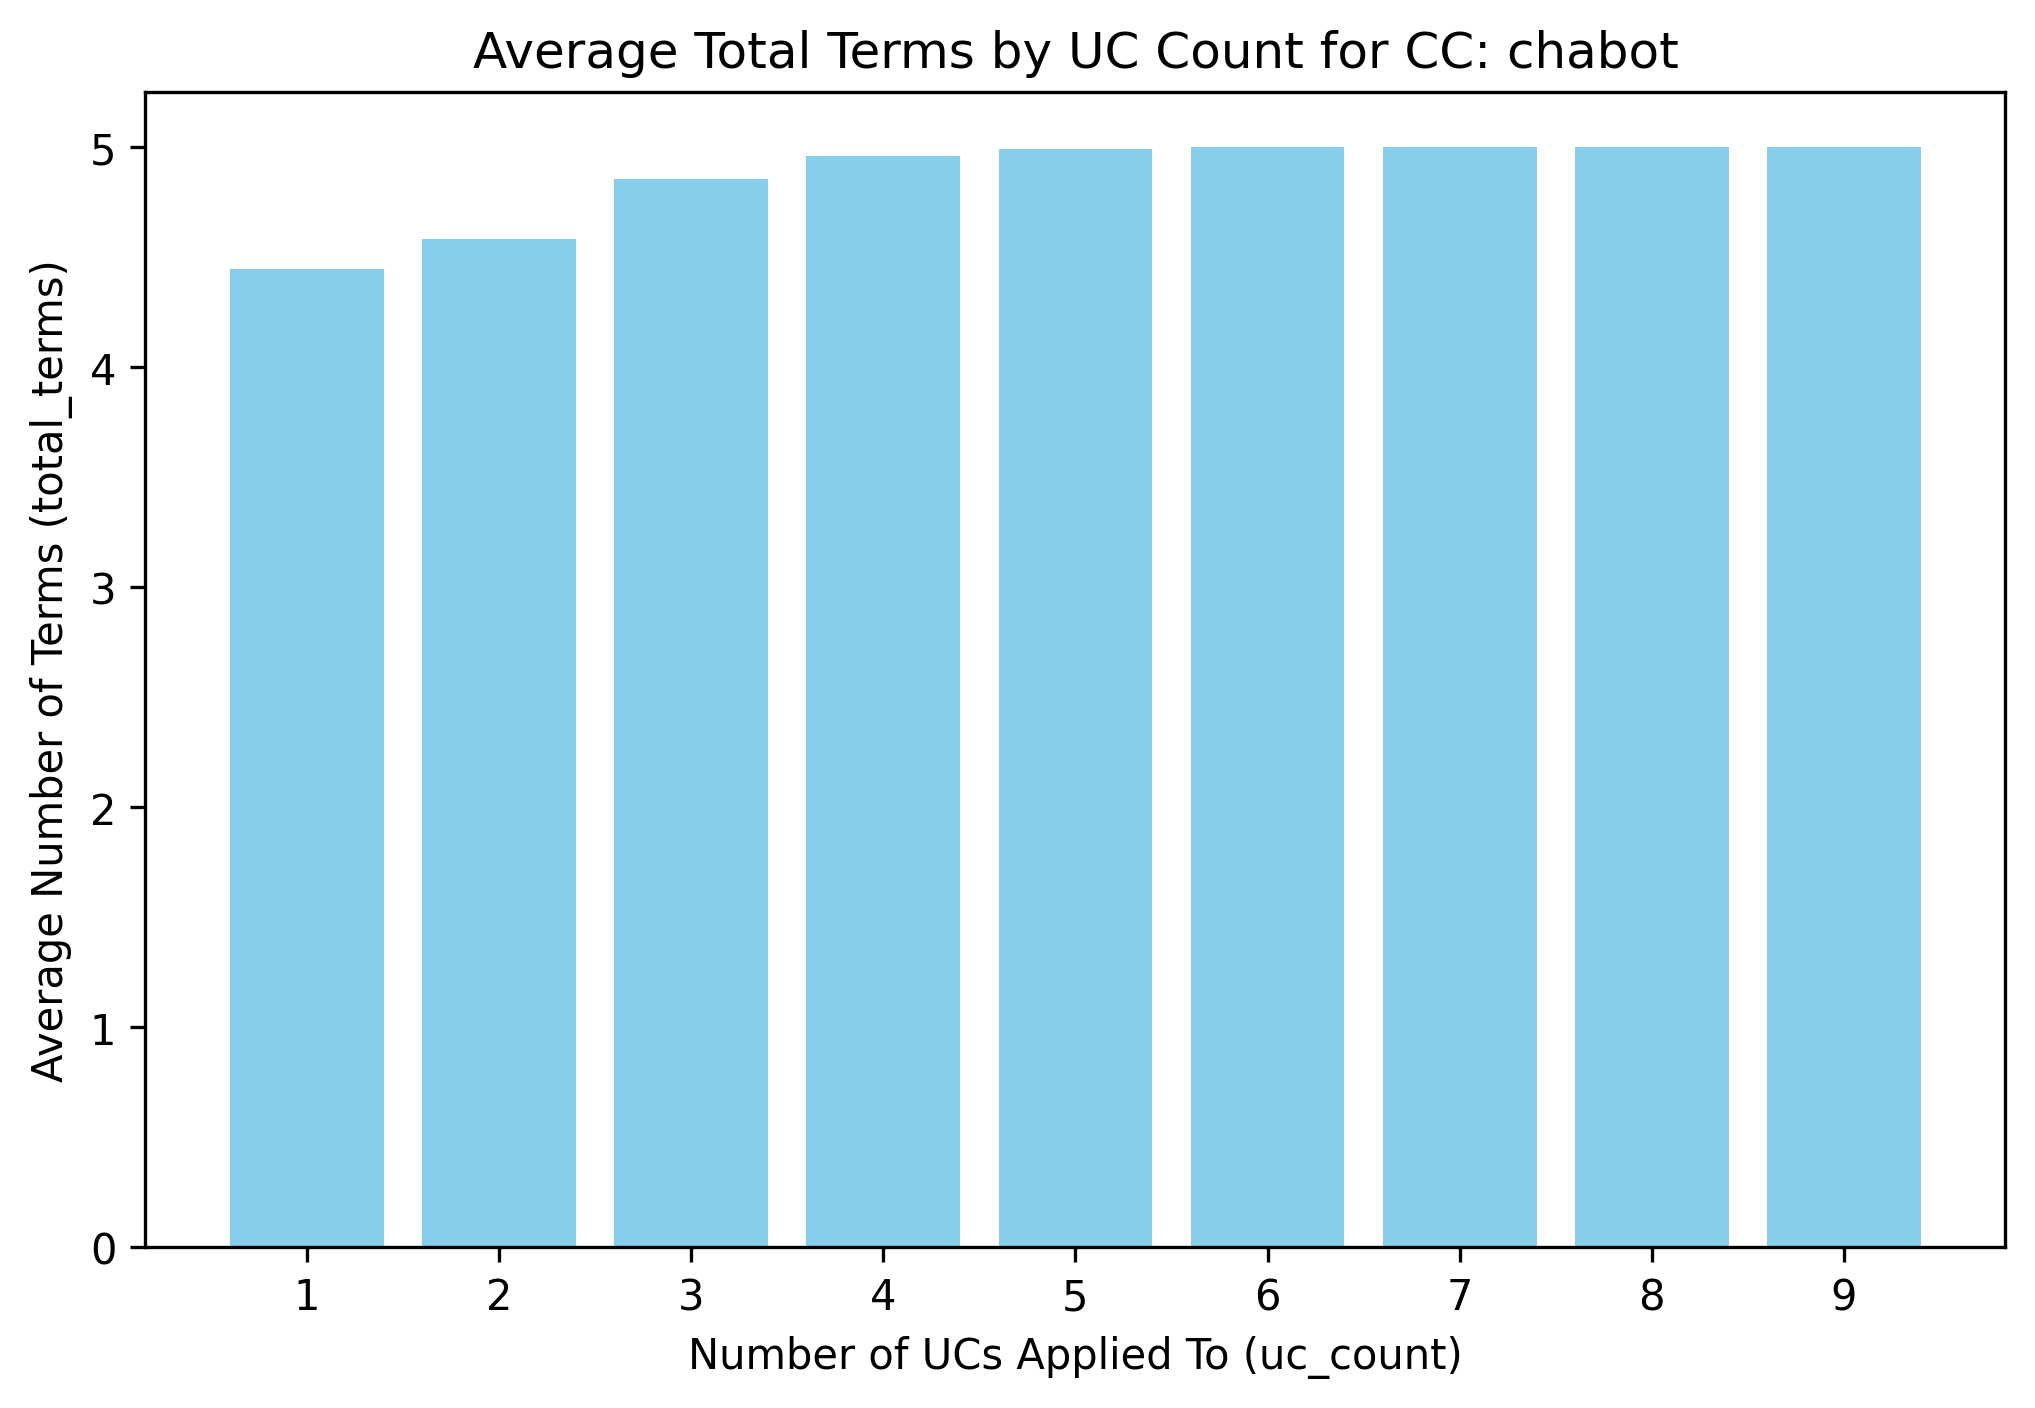 Average Total Terms by UC Count for CC: chabot
Average Number of Terms (total_terms)
5
4
3
2
1
0
1 2 3 4 5 6 7 8 9
Number of UCs Applied To (uc_count)